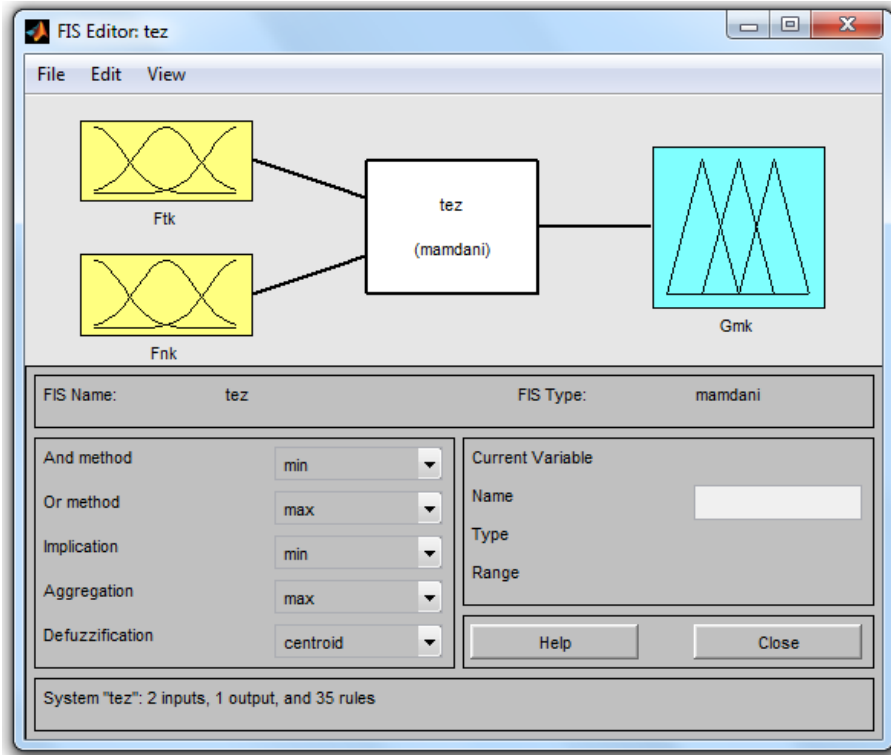 FIS Editor: tez
File Edit View
Ftk
Fnk
tez
(mamdani)
Gmk
FIS Name: tez FIS Type: mamdani
And method min
Or method max
Implication min
Aggregation max
Defuzzification centroid
Current Variable
Name
Type
Range
Help Close
System "tez": 2 inputs, 1 output, and 35 rules